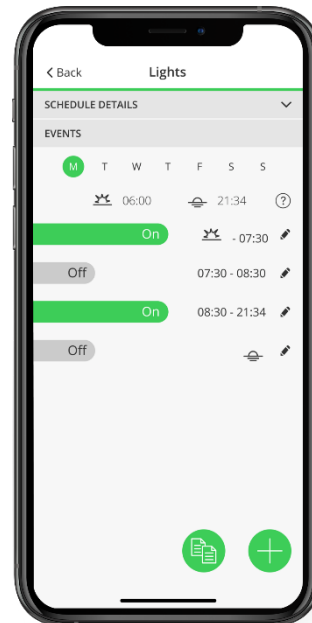 Back Lights
SCHEDULE DETAILS
EVENTS
M T W T F S S
06:00 21:34 ?
On - 07:30
Off 07:30 - 08:30
On 08:30 - 21:34
Off